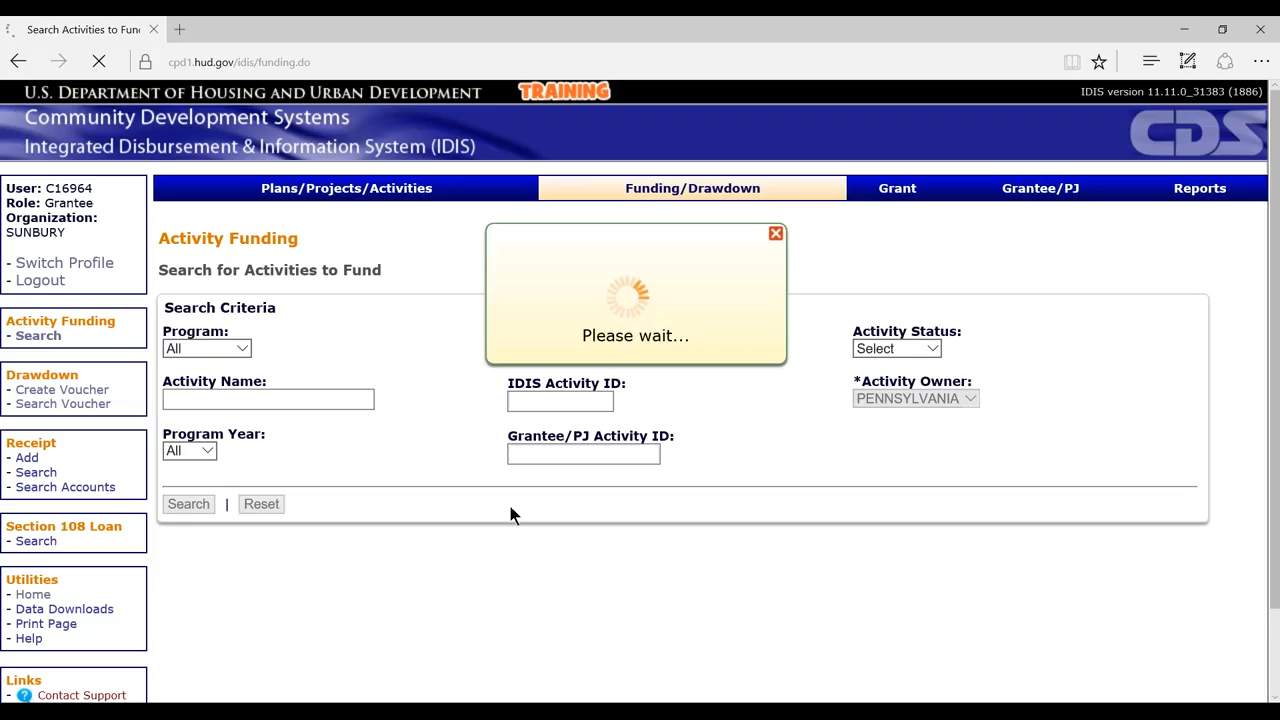 Search Activities to Fun
cpd1.hud.gov/idis/funding.do
U.S. DEPARTMENT OF HOUSING AND URBAN DEVELOPMENT TRAINING IDIS version 11.11.0_31383 (1886)
Community Development Systems
Integrated Disbursement & Information System (IDIS)
CDS
User: C16964
Role: Grantee
Organization:
SUNBURY
- Switch Profile
- Logout
Plans/Projects/Activities Funding/Drawdown Grant Grantee/PJ Reports
Activity Funding
- Search
Drawdown
- Create Voucher
- Search Voucher
Receipt
- Add
- Search
- Search Accounts
Section 108 Loan
- Search
Utilities
- Home
- Data Downloads
- Print Page
- Help
Links
- ? Contact Support
Activity Funding
Search for Activities to Fund
Search Criteria
Program:
All
Activity Status:
Select
Activity Name:
IDIS Activity ID:
*Activity Owner:
PENNSYLVANIA
Program Year:
All
Grantee/PJ Activity ID:
Search | Reset
Please wait...